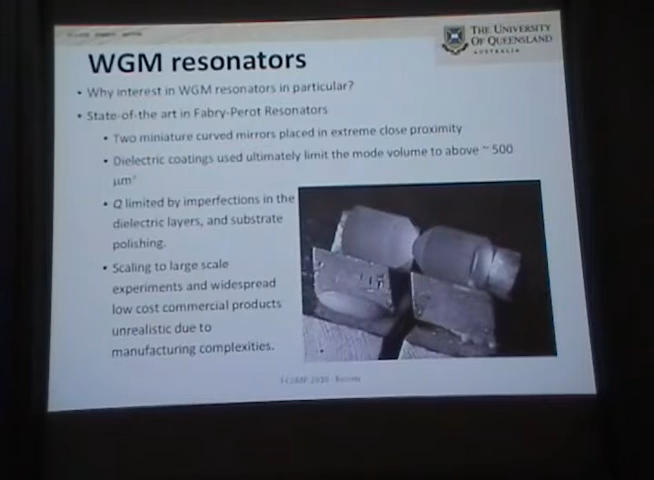 THE UNIVERSITY
OF QUEENSLAND
AUSTRALIA
WGM resonators
• Why interest in WGM resonators in particular?
• State-of-the art in Fabry-Perot Resonators
• Two miniature curved mirrors placed in extreme close proximity
• Dielectric coatings used ultimately limit the mode volume to above ~ 500
μm³
• Q limited by imperfections in the
dielectric layers, and substrate
polishing.
• Scaling to large scale
experiments and widespread
low cost commercial products
unrealistic due to
manufacturing complexities.